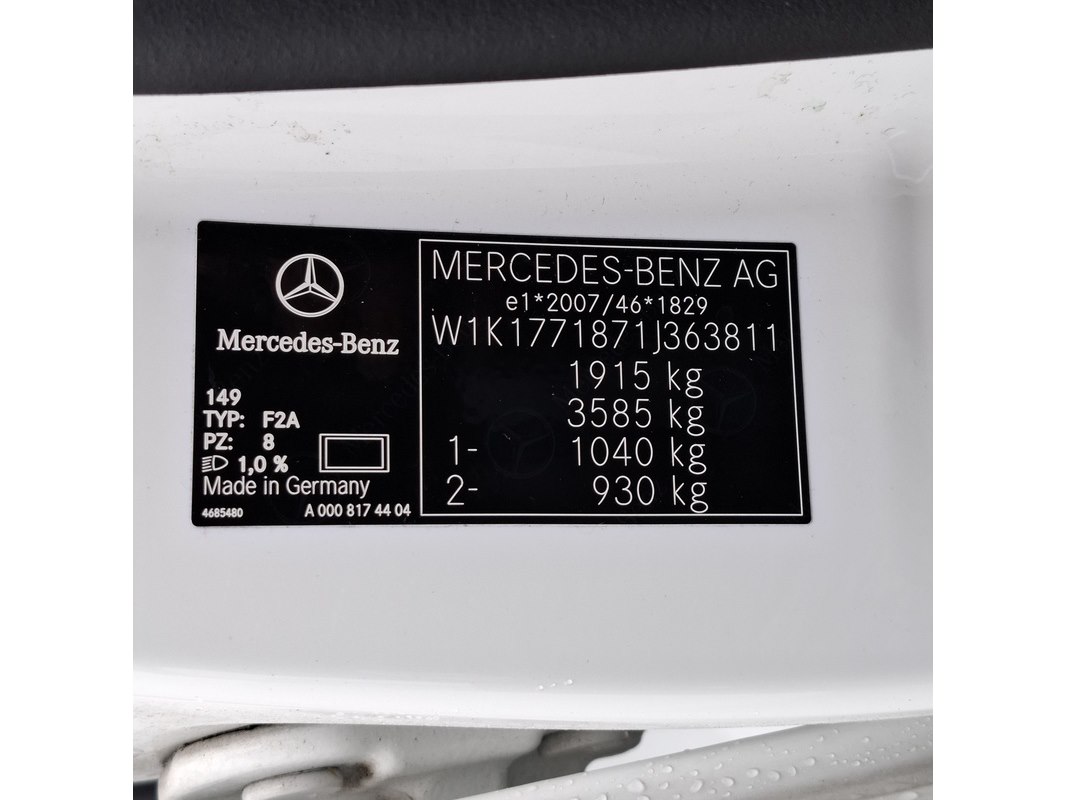 Mercedes-Benz
149
TYP: F2A
PZ: 8
1,0 %
Made in Germany
4685480 A 000 817 44 04
MERCEDES-BENZ AG
e1*2007/46*1829
W1K1771871J363811
1915 kg
3585 kg
1- 1040 kg
2- 930 kg